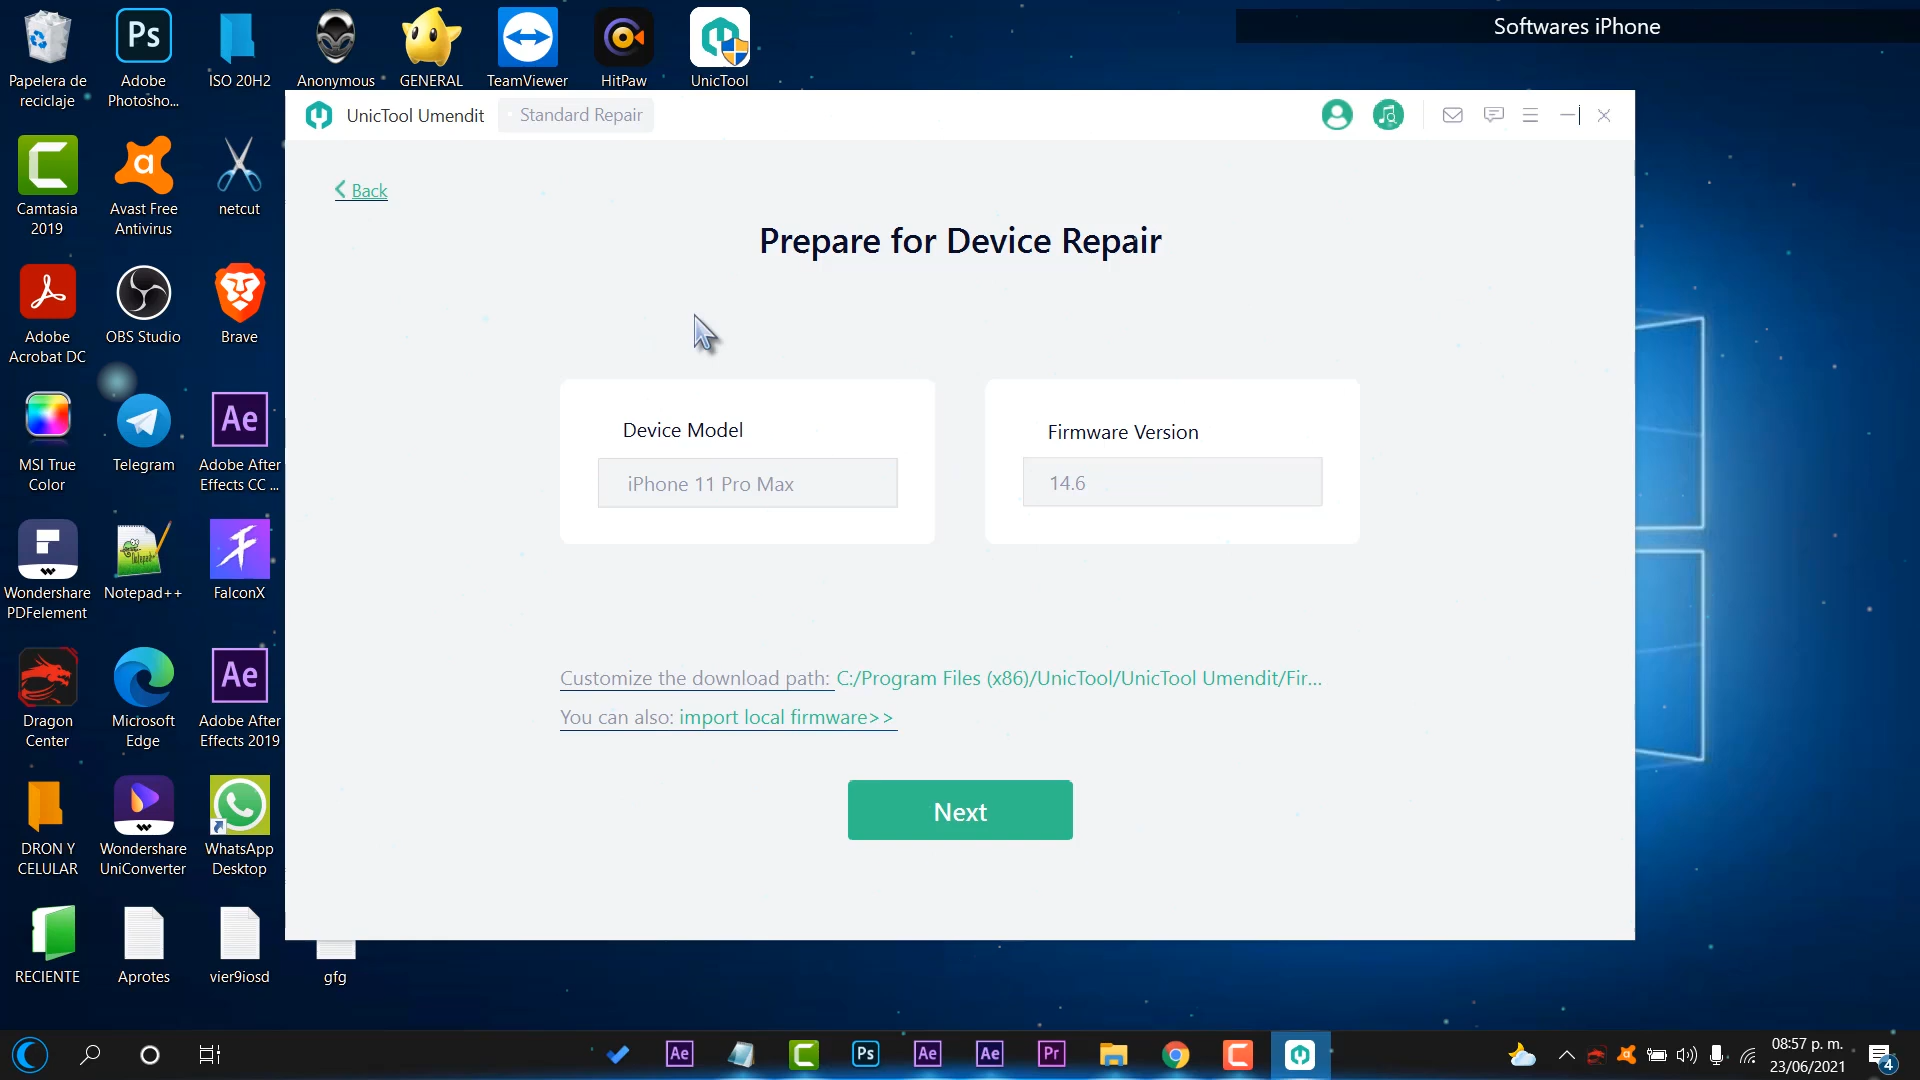 Softwares iPhone
Papelera de
reciclaje
Adobe
Photosho...
ISO 20H2
Anonymous
GENERAL
TeamViewer
HitPaw
UnicTool
UnicTool Umendit
Standard Repair
Back
Prepare for Device Repair
Device Model
iPhone 11 Pro Max
Firmware Version
14.6
Customize the download path: C:/Program Files (x86)/UnicTool/UnicTool Umendit/Fir...
You can also: import local firmware>>
Next
Camtasia
2019
Avast Free
Antivirus
netcut
Adobe
Acrobat DC
OBS Studio
Brave
MSI True
Color
Telegram
Adobe After
Effects CC ...
Wondershare
PDFelement
Notepad++
FalconX
Dragon
Center
Microsoft
Edge
Adobe After
Effects 2019
DRON Y
CELULAR
Wondershare
UniConverter
WhatsApp
Desktop
RECIENTE
Aprotes
vier9iosd
gfg
08:57 p. m.
23/06/2021
4